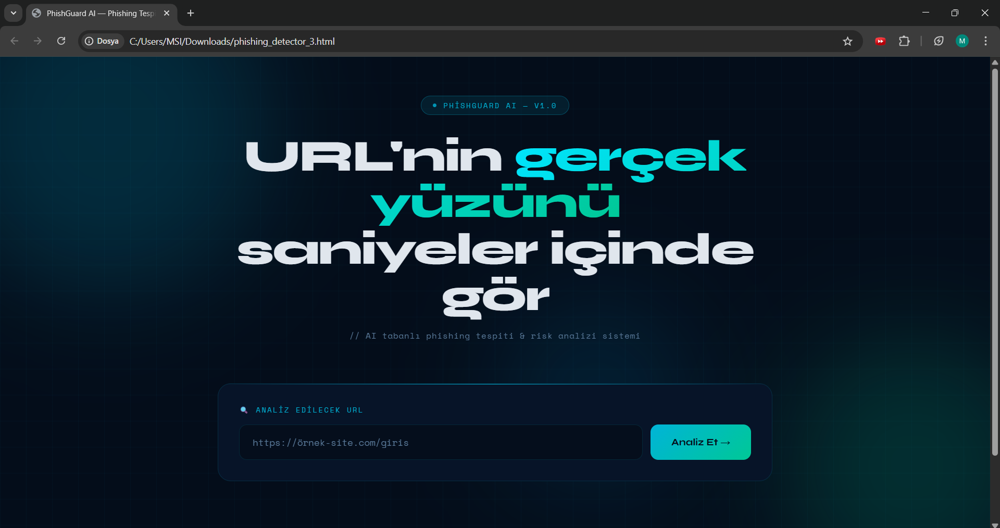 PhishGuard AI — Phishing Tesp
Dosya
C:/Users/MSI/Downloads/phishing_detector_3.html
M
PHİSHGUARD AI — V1.0
URL'nin gerçek
yüzünü
saniyeler içinde
gör
// AI tabanlı phishing tespiti & risk analizi sistemi
ANALİZ EDİLECEK URL
https://örnek-site.com/giris
Analiz Et →